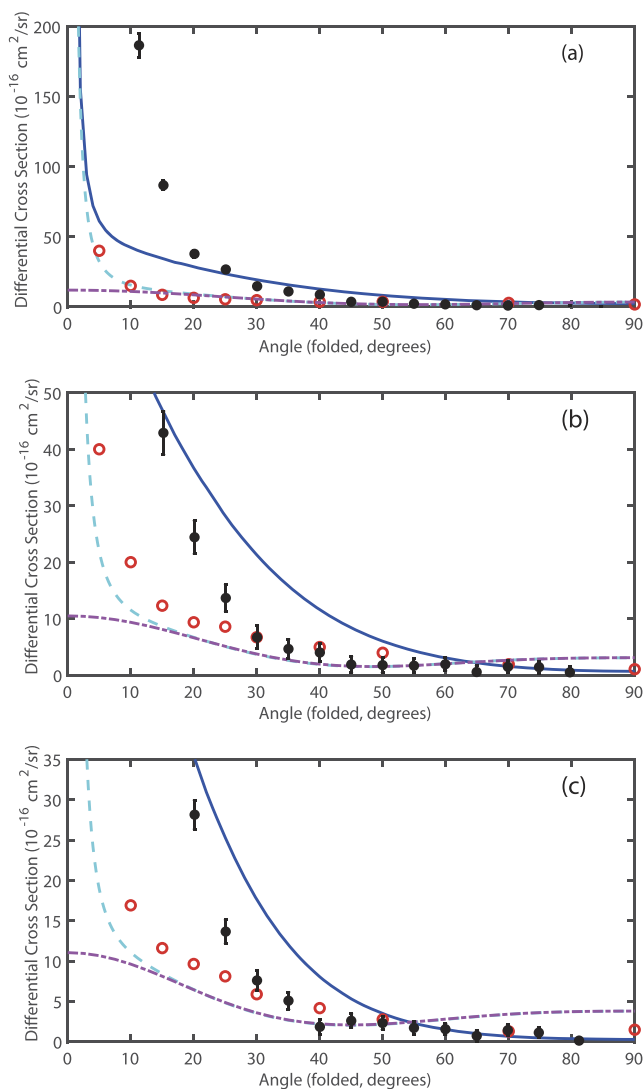 Differential Cross Section (10⁻¹⁶ cm²/sr)
200
150
100
50
0
(a)
0 10 20 30 40 50 60 70 80 90
Angle (folded, degrees)
Differential Cross Section (10⁻¹⁶ cm²/sr)
50
40
30
20
10
0
(b)
0 10 20 30 40 50 60 70 80 90
Angle (folded, degrees)
Differential Cross Section (10⁻¹⁶ cm²/sr)
35
30
25
20
15
10
5
0
(c)
0 10 20 30 40 50 60 70 80 90
Angle (folded, degrees)